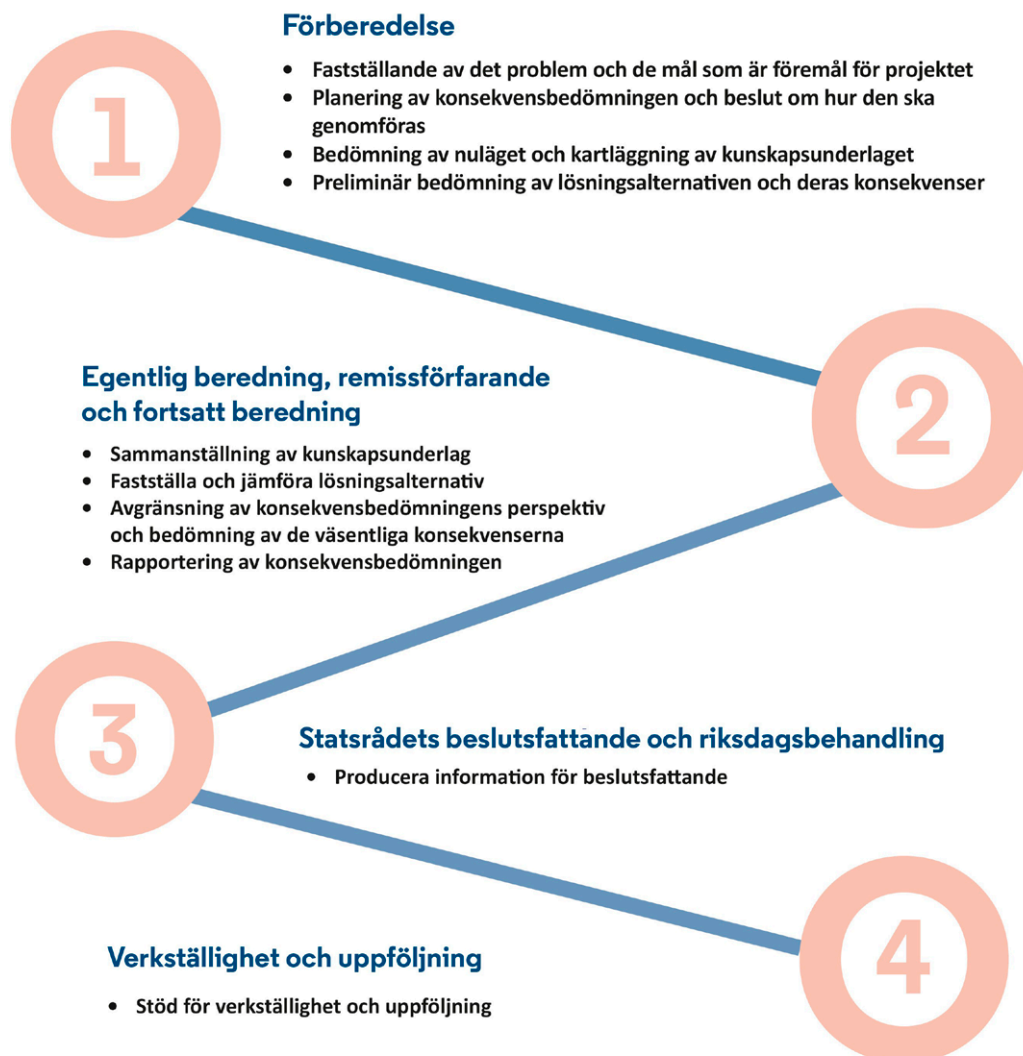 1
Förberedelse
• Fastställande av det problem och de mål som är föremål för projektet
• Planering av konsekvensbedömningen och beslut om hur den ska
genomföras
• Bedömning av nuläget och kartläggning av kunskapsunderlaget
• Preliminär bedömning av lösningsalternativen och deras konsekvenser
2
Egentlig beredning, remissförfarande
och fortsatt beredning
• Sammanställning av kunskapsunderlag
• Fastställa och jämföra lösningsalternativ
• Avgränsning av konsekvensbedömningens perspektiv
och bedömning av de väsentliga konsekvenserna
• Rapportering av konsekvensbedömningen
3
Statsrådets beslutsfattande och riksdagsbehandling
• Producera information för beslutsfattande
4
Verkställighet och uppföljning
• Stöd för verkställighet och uppföljning